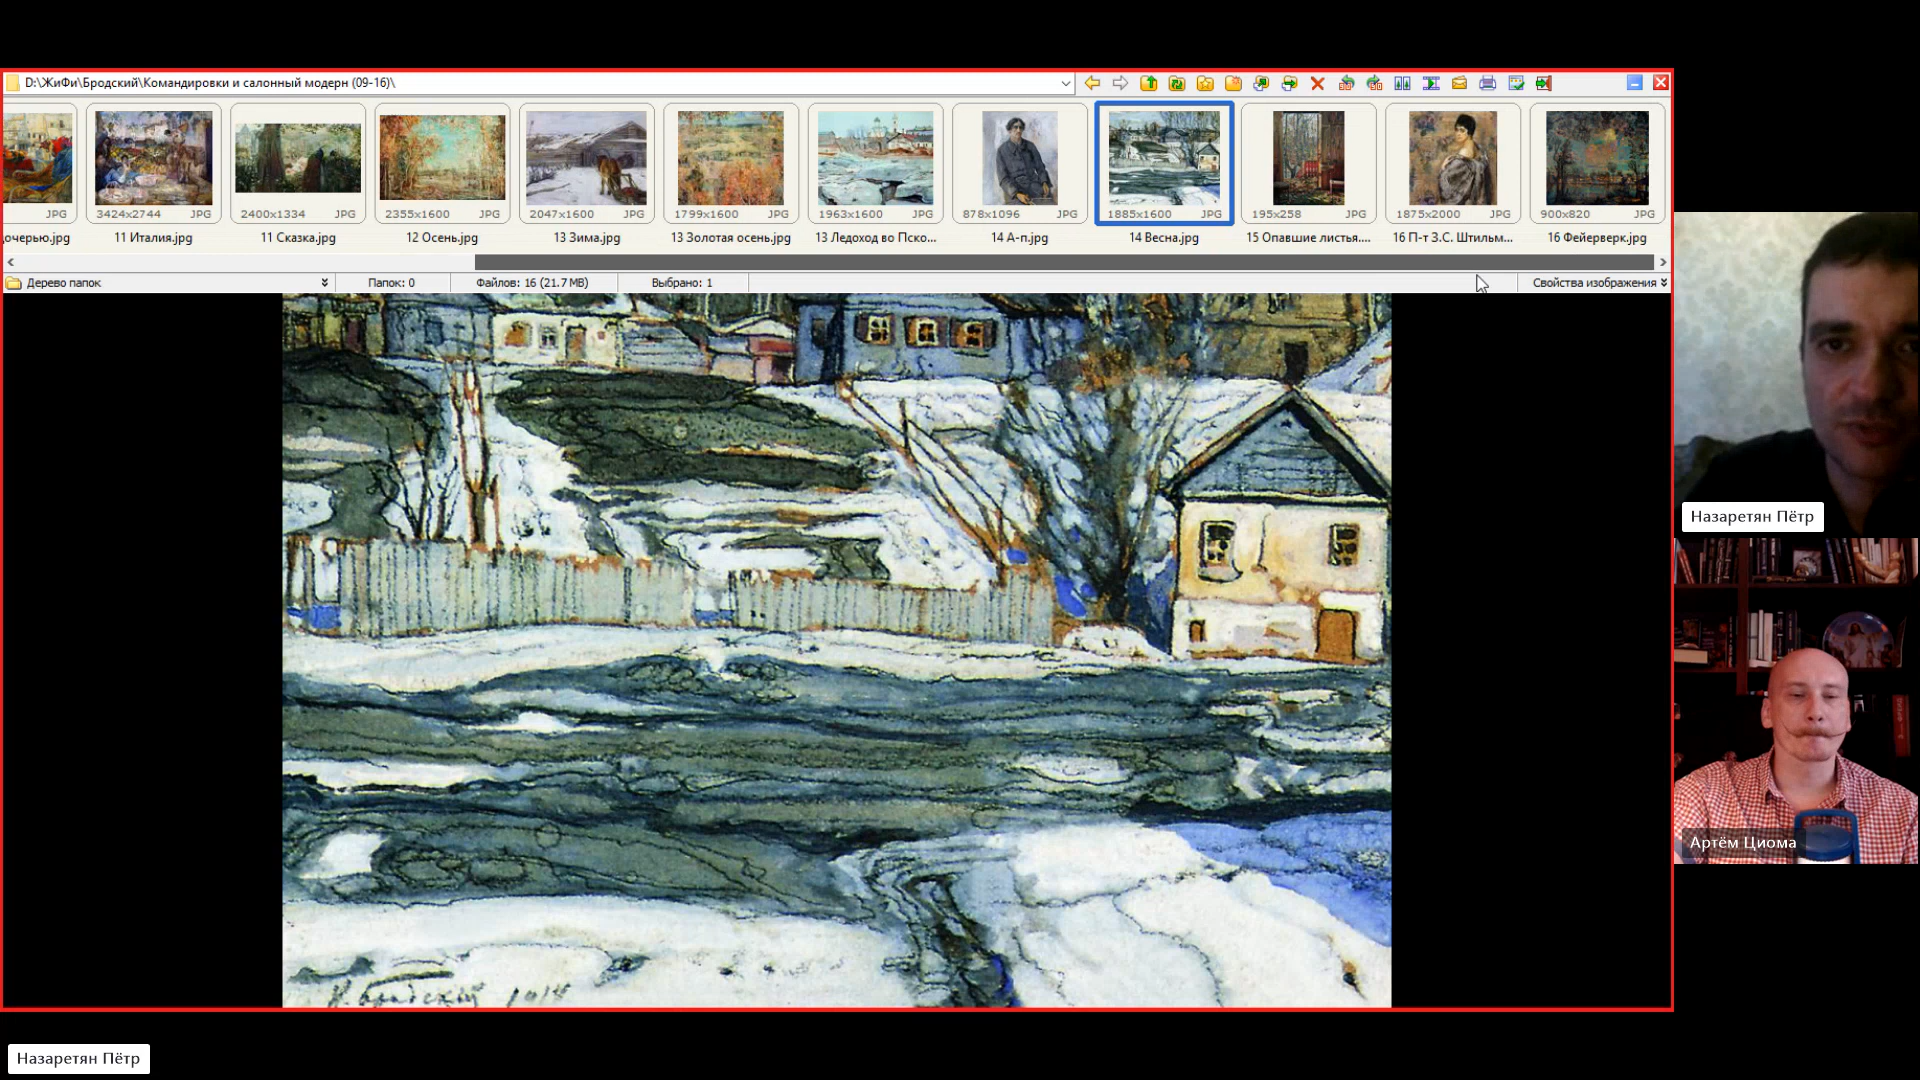 D:\ЖиФи\Бродский\Командировки и салонный модерн (09-16)\
JPG
3424x2744 JPG
2400x1334 JPG
2355x1600 JPG
2047x1600 JPG
1799x1600 JPG
1963x1600 JPG
878x1096 JPG
1885x1600 JPG
195x258 JPG
1875x2000 JPG
900x820 JPG
дочерью.jpg
11 Италия.jpg
11 Сказка.jpg
12 Осень.jpg
13 Зима.jpg
13 Золотая осень.jpg
13 Ледоход во Пско...
14 А-п.jpg
14 Весна.jpg
15 Опавшие листья....
16 П-т З.С. Штильм...
16 Фейерверк.jpg
Дерево папок
Папок: 0
Файлов: 16 (21.7 MB)
Выбрано: 1
Свойства изображения
Назаретян Пётр
Артём Циома
И. Бродский 1914
Назаретян Пётр